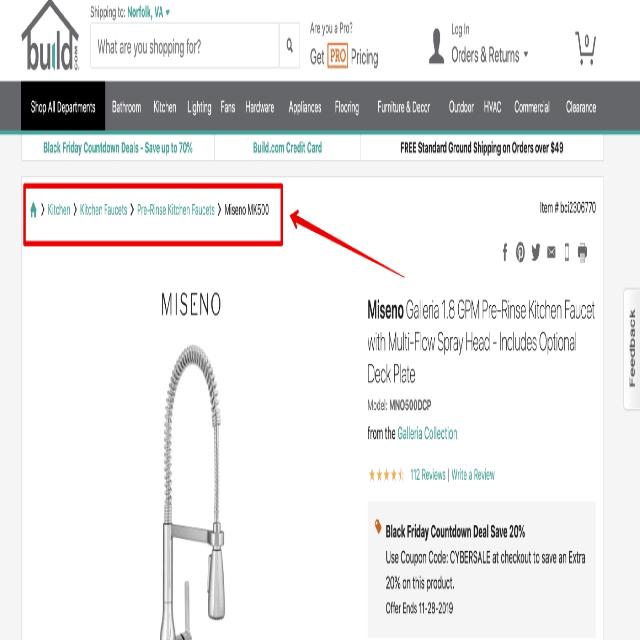 Shipping to: Norfolk, VA
build.com
What are you shopping for?
Are you a Pro?
Get PRO Pricing
Log In
Orders & Returns
0
Shop All Departments Bathroom Kitchen Lighting Fans Hardware Appliances Flooring Furniture & Decor Outdoor HVAC Commercial Clearance
Black Friday Countdown Deals - Save up to 70% Build.com Credit Card FREE Standard Ground Shipping on Orders over $49
Kitchen > Kitchen Faucets > Pre-Rinse Kitchen Faucets > Miseno MK500
Item # bci2306770
MISENO
Miseno Galleria 1.8 GPM Pre-Rinse Kitchen Faucet
with Multi-Flow Spray Head - Includes Optional
Deck Plate
Model: MNO500DCP
from the Galleria Collection
112 Reviews | Write a Review
Black Friday Countdown Deal Save 20%
Use Coupon Code: CYBERSALE at checkout to save an Extra
20% on this product.
Offer Ends 11-28-2019
Feedback